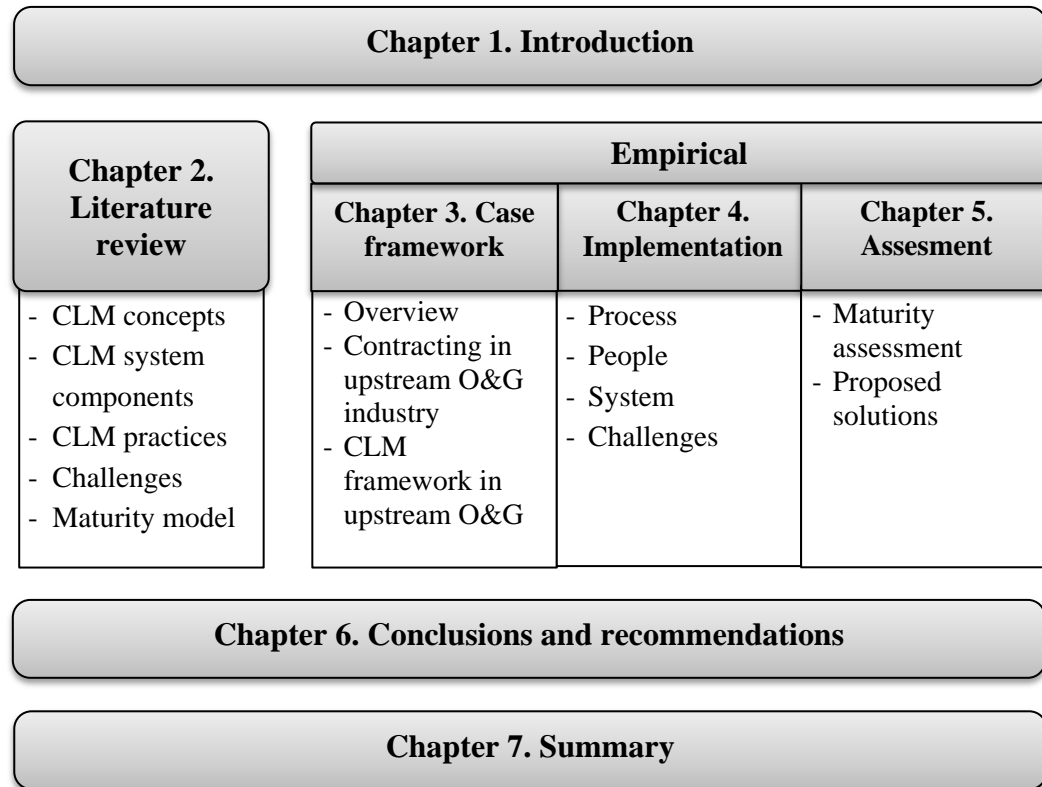 Chapter 1. Introduction
Chapter 2.
Literature
review
- CLM concepts
- CLM system
components
- CLM practices
- Challenges
- Maturity model
Empirical
Chapter 3. Case
framework
- Overview
- Contracting in
upstream O&G
industry
- CLM
framework in
upstream O&G
Chapter 4.
Implementation
- Process
- People
- System
- Challenges
Chapter 5.
Assesment
- Maturity
assessment
- Proposed
solutions
Chapter 6. Conclusions and recommendations
Chapter 7. Summary